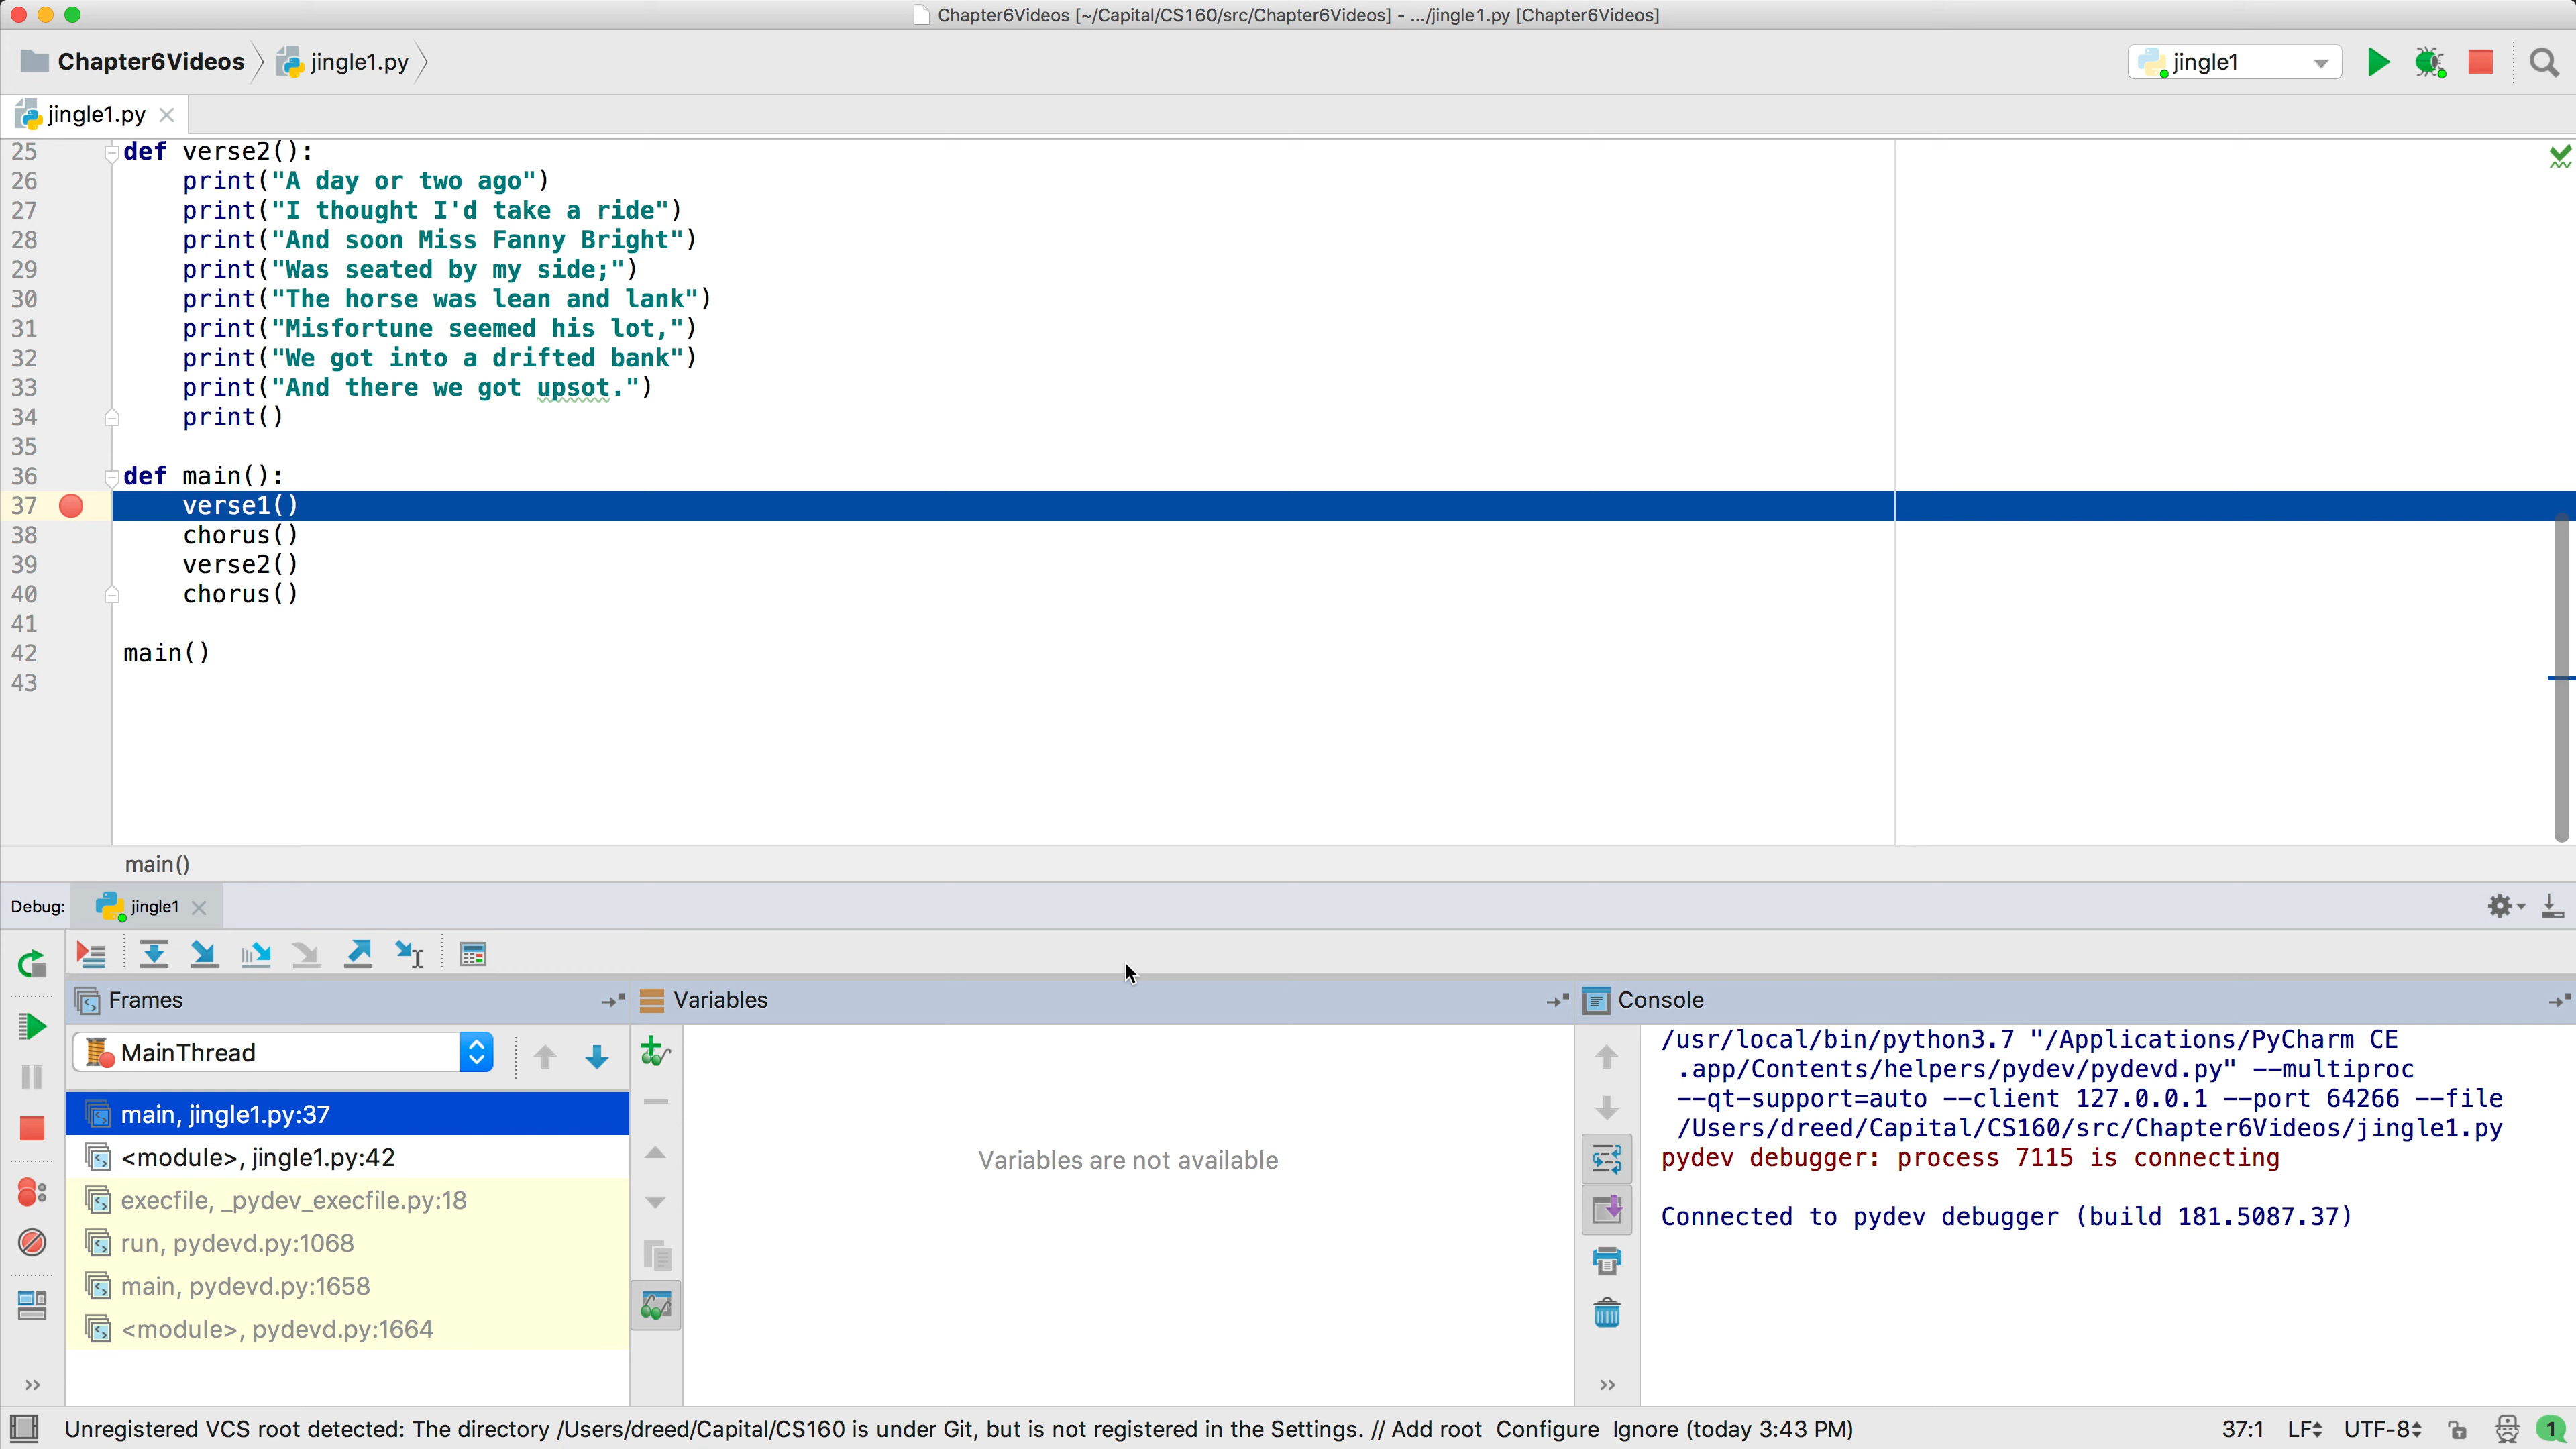 Chapter6Videos [~/Capital/CS160/src/Chapter6Videos] - .../jingle1.py [Chapter6Videos]
Chapter6Videos jingle1.py jingle1
jingle1.py
25 def verse2():
26 print("A day or two ago")
27 print("I thought I'd take a ride")
28 print("And soon Miss Fanny Bright")
29 print("Was seated by my side;")
30 print("The horse was lean and lank")
31 print("Misfortune seemed his lot,")
32 print("We got into a drifted bank")
33 print("And there we got upsot.")
34 print()
35
36 def main():
37 verse1()
38 chorus()
39 verse2()
40 chorus()
41
42 main()
43
main()
Debug: jingle1
Frames
MainThread
main, jingle1.py:37
<module>, jingle1.py:42
execfile, _pydev_execfile.py:18
run, pydevd.py:1068
main, pydevd.py:1658
<module>, pydevd.py:1664
Variables
Variables are not available
Console
/usr/local/bin/python3.7 "/Applications/PyCharm CE
.app/Contents/helpers/pydev/pydevd.py" --multiproc
--qt-support=auto --client 127.0.0.1 --port 64266 --file
/Users/dreed/Capital/CS160/src/Chapter6Videos/jingle1.py
pydev debugger: process 7115 is connecting
Connected to pydev debugger (build 181.5087.37)
Unregistered VCS root detected: The directory /Users/dreed/Capital/CS160 is under Git, but is not registered in the Settings. // Add root Configure Ignore (today 3:43 PM) 37:1 LF UTF-8 1